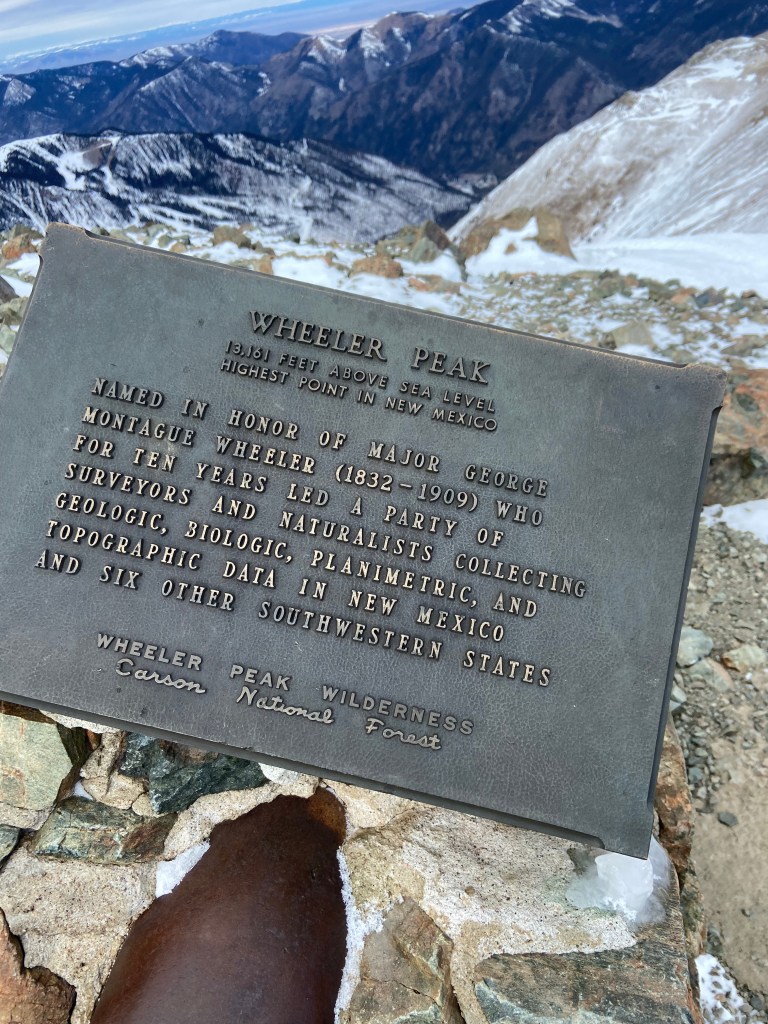 WHEELER PEAK
13,161 FEET ABOVE SEA LEVEL
HIGHEST POINT IN NEW MEXICO
NAMED IN HONOR OF MAJOR GEORGE
MONTAGUE WHEELER (1832-1909) WHO
FOR TEN YEARS LED A PARTY OF
SURVEYORS AND NATURALISTS COLLECTING
GEOLOGIC, BIOLOGIC, PLANIMETRIC, AND
TOPOGRAPHIC DATA IN NEW MEXICO
AND SIX OTHER SOUTHWESTERN STATES
WHEELER PEAK WILDERNESS
Carson National Forest